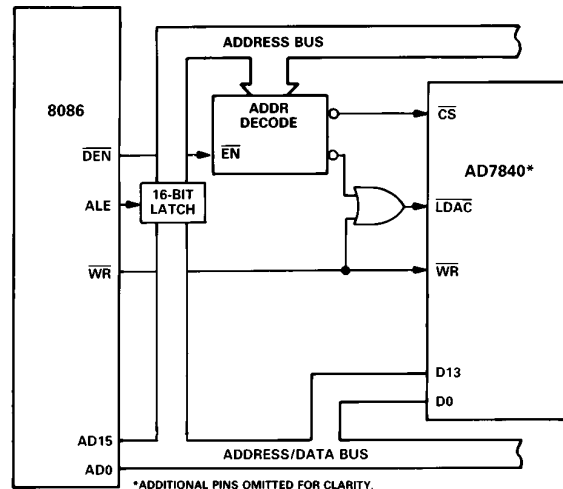 ADDRESS BUS
8086
ADDR
DECODE
CS
DEN
EN
AD7840*
ALE
16-BIT
LATCH
LDAC
WR
WR
D13
D0
AD15
ADDRESS/DATA BUS
AD0
*ADDITIONAL PINS OMITTED FOR CLARITY.